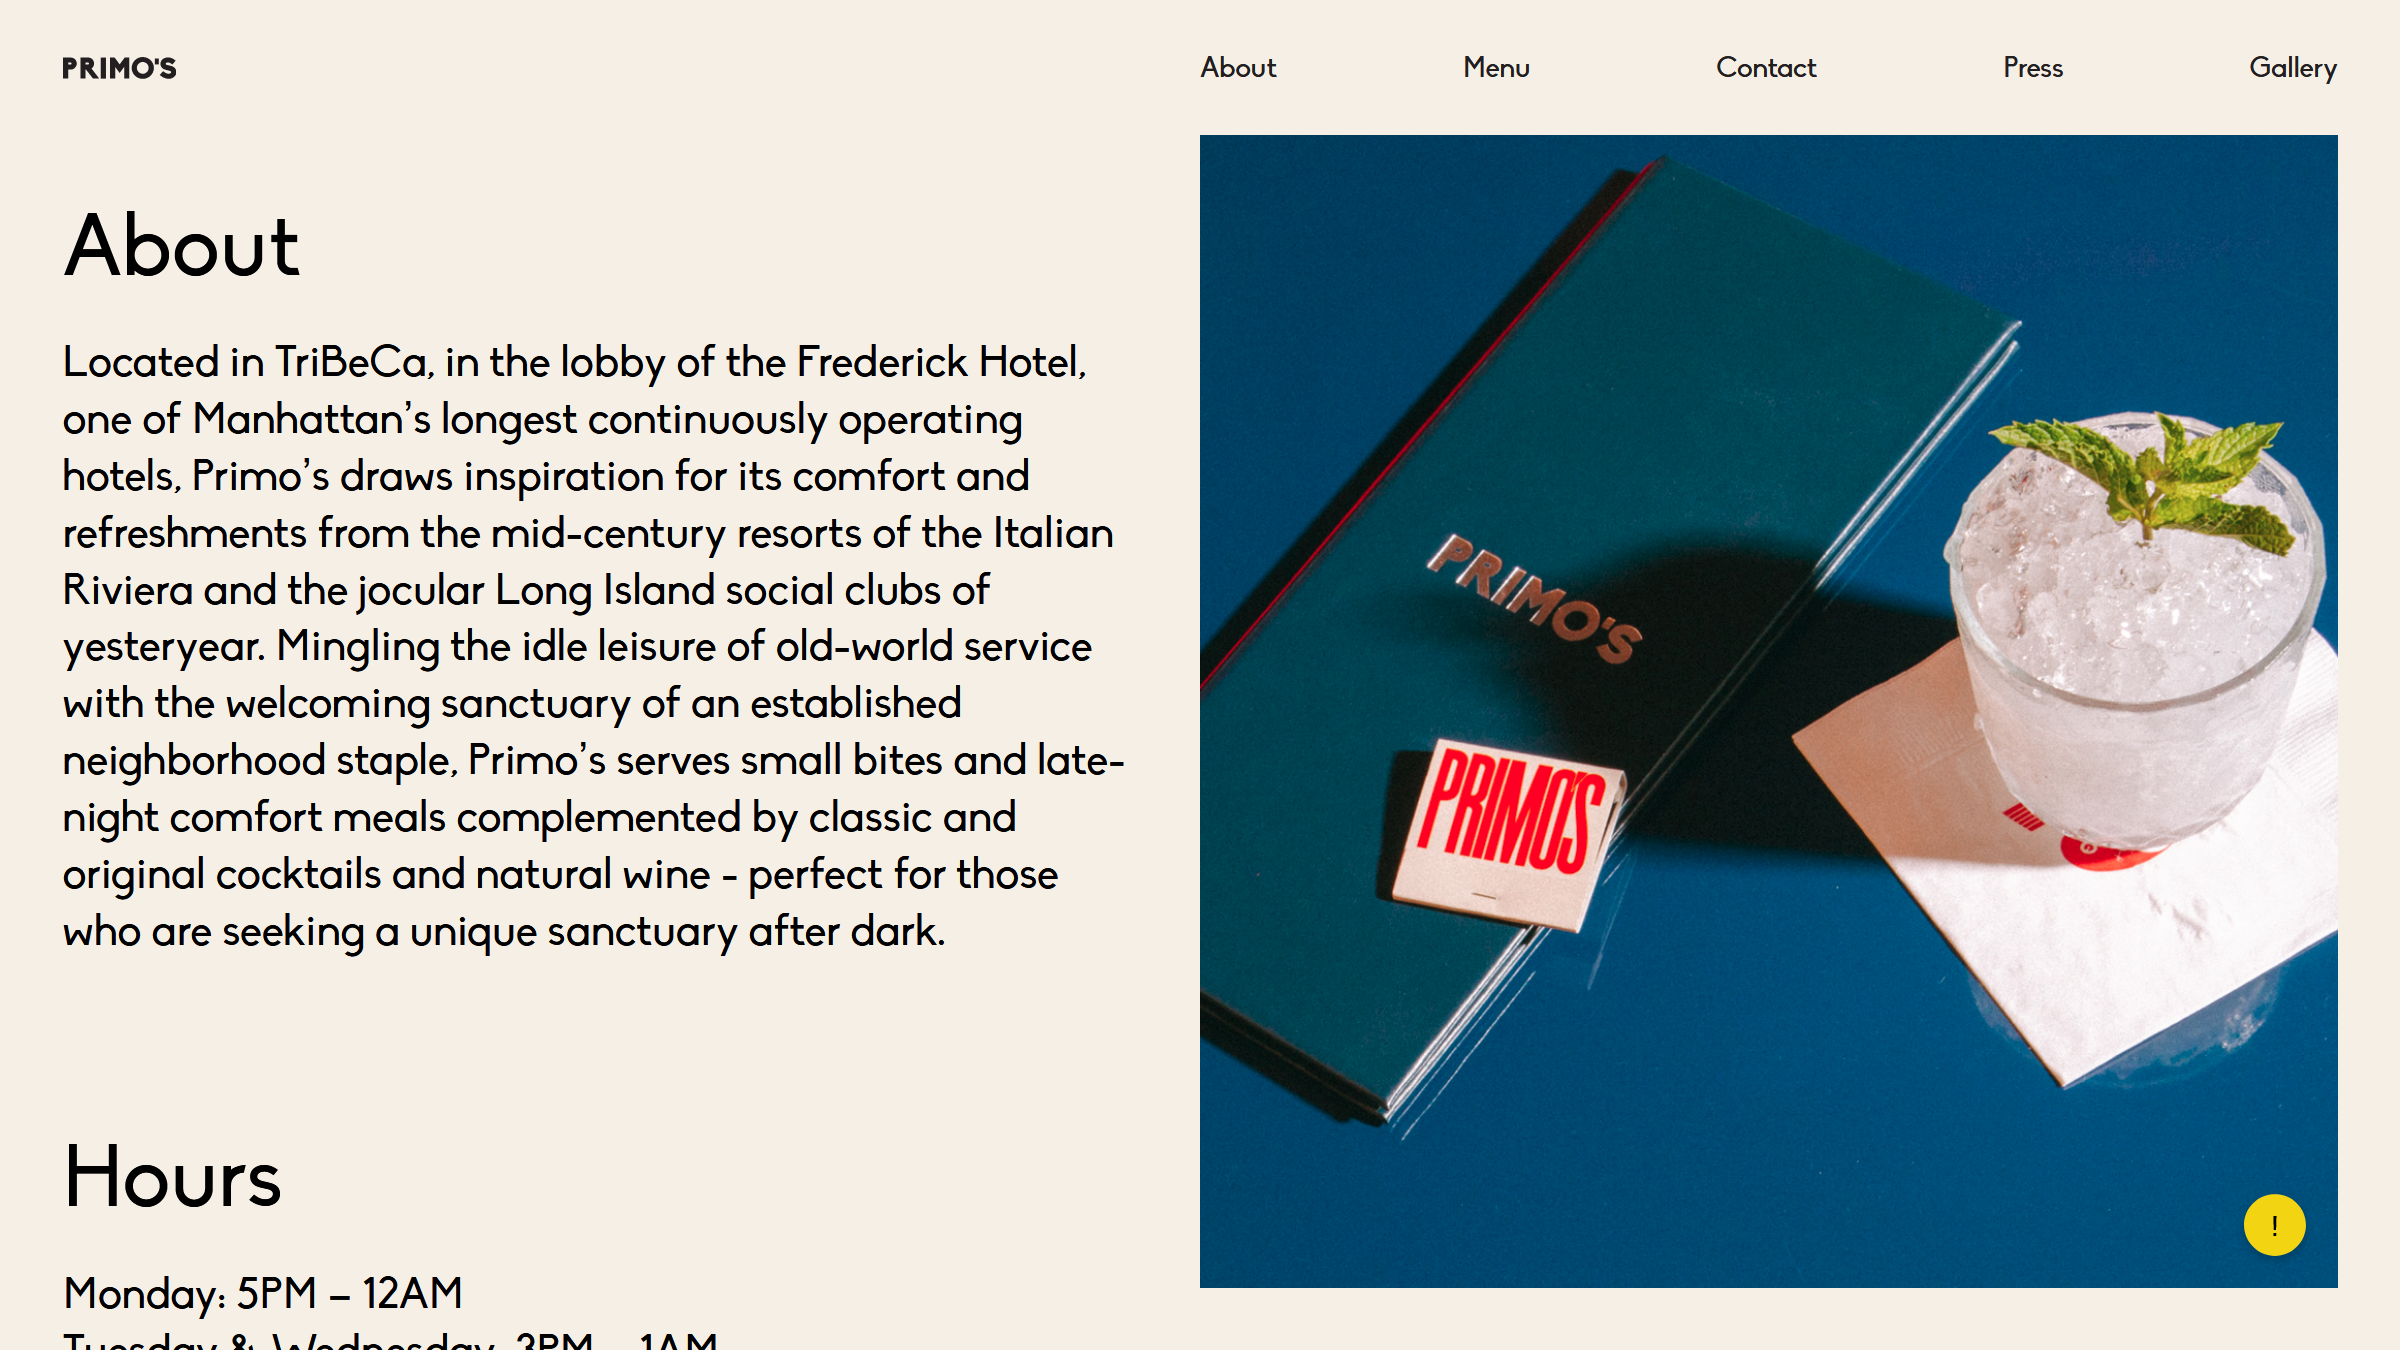 PRIMO'S
About
Menu
Contact
Press
Gallery
About
Located in TriBeCa, in the lobby of the Frederick Hotel,
one of Manhattan’s longest continuously operating
hotels, Primo’s draws inspiration for its comfort and
refreshments from the mid-century resorts of the Italian
Riviera and the jocular Long Island social clubs of
yesteryear. Mingling the idle leisure of old-world service
with the welcoming sanctuary of an established
neighborhood staple, Primo’s serves small bites and late-
night comfort meals complemented by classic and
original cocktails and natural wine - perfect for those
who are seeking a unique sanctuary after dark.
Hours
Monday: 5PM – 12AM
Tuesday & Wednesday 3PM – 1AM
PRIMO'S
PRIMO'S
!